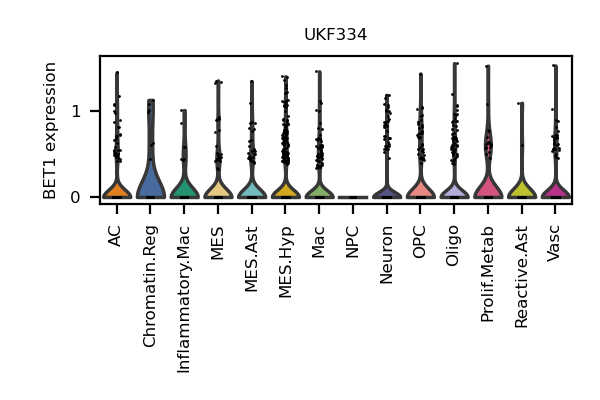 UKF334
BET1 expression
1
0
AC
Chromatin.Reg
Inflammatory.Mac
MES
MES.Ast
MES.Hyp
Mac
NPC
Neuron
OPC
Oligo
Prolif.Metab
Reactive.Ast
Vasc